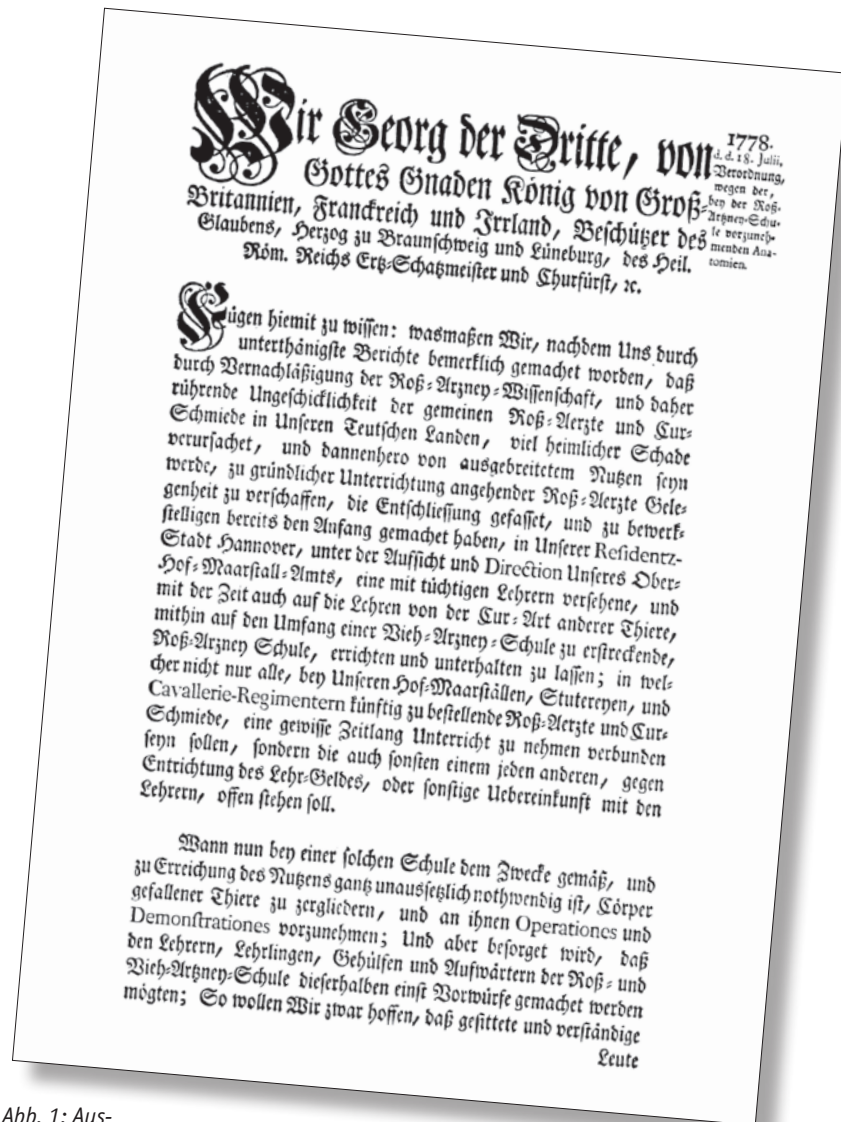 Wir Georg der Dritte, von
Gottes Gnaden König von Groß-
Britannien, Franckreich und Irrland, Beschützer des
Glaubens, Herzog zu Braunschweig und Lüneburg, des Heil.
Röm. Reichs Ertz-Schatzmeister und Churfürst, ꝛc.
1778.
d. d. 18. Julii,
Verordnung,
wegen der,
bey der Roß-
Artzney-Schu-
le vorzuneh-
menden Ana-
tomien.
Fügen hiemit zu wissen: wasmaßen Wir, nachdem Uns durch
unterthänigste Berichte bemerklich gemachet worden, daß
durch Vernachläßigung der Roß-Arzney-Wissenschaft, und daher
rührende Ungeschicklichkeit der gemeinen Roß-Aerzte und Cur-
Schmiede in Unseren Teutschen Landen, viel heimlicher Schade
verursachet, und dannenhero von ausgebreitetem Nutzen seyn
werde, zu gründlicher Unterrichtung angehender Roß-Aerzte Gele-
genheit zu verschaffen, die Entschliessung gefasset, und zu bewerk-
stelligen bereits den Anfang gemachet haben, in Unserer Residentz-
Stadt Hannover, unter der Aufsicht und Direction Unseres Ober-
Hof-Maarstall-Amts, eine mit tüchtigen Lehrern versehene, und
mit der Zeit auch auf die Lehren von der Cur-Art anderer Thiere,
mithin auf den Umfang einer Vieh-Arzney-Schule zu erstreckende,
Roß-Arzney Schule, errichten und unterhalten zu lassen; in wel-
cher nicht nur alle, bey Unseren Hof-Maarställen, Stutereyen, und
Cavallerie-Regimentern künftig zu bestellende Roß-Aerzte und Cur-
Schmiede, eine gewisse Zeitlang Unterricht zu nehmen verbunden
seyn sollen, sondern die auch sonsten einem jeden anderen, gegen
Entrichtung des Lehr-Geldes, oder sonstige Uebereinkunft mit den
Lehrern, offen stehen soll.
Wann nun bey einer solchen Schule dem Zwecke gemäß, und
zu Erreichung des Nutzens gantz unaussetzlich nothwendig ist, Cörper
gefallener Thiere zu zergliedern, und an ihnen Operationes und
Demonstrationes vorzunehmen; Und aber besorget wird, daß
den Lehrern, Lehrlingen, Gehülfen und Aufwärtern der Roß- und
Vieh-Artzney-Schule dieserhalben einst Vorwürfe gemachet werden
mögten; So wollen Wir zwar hoffen, daß gesittete und verständige
Leute
Abb. 1: Aus-